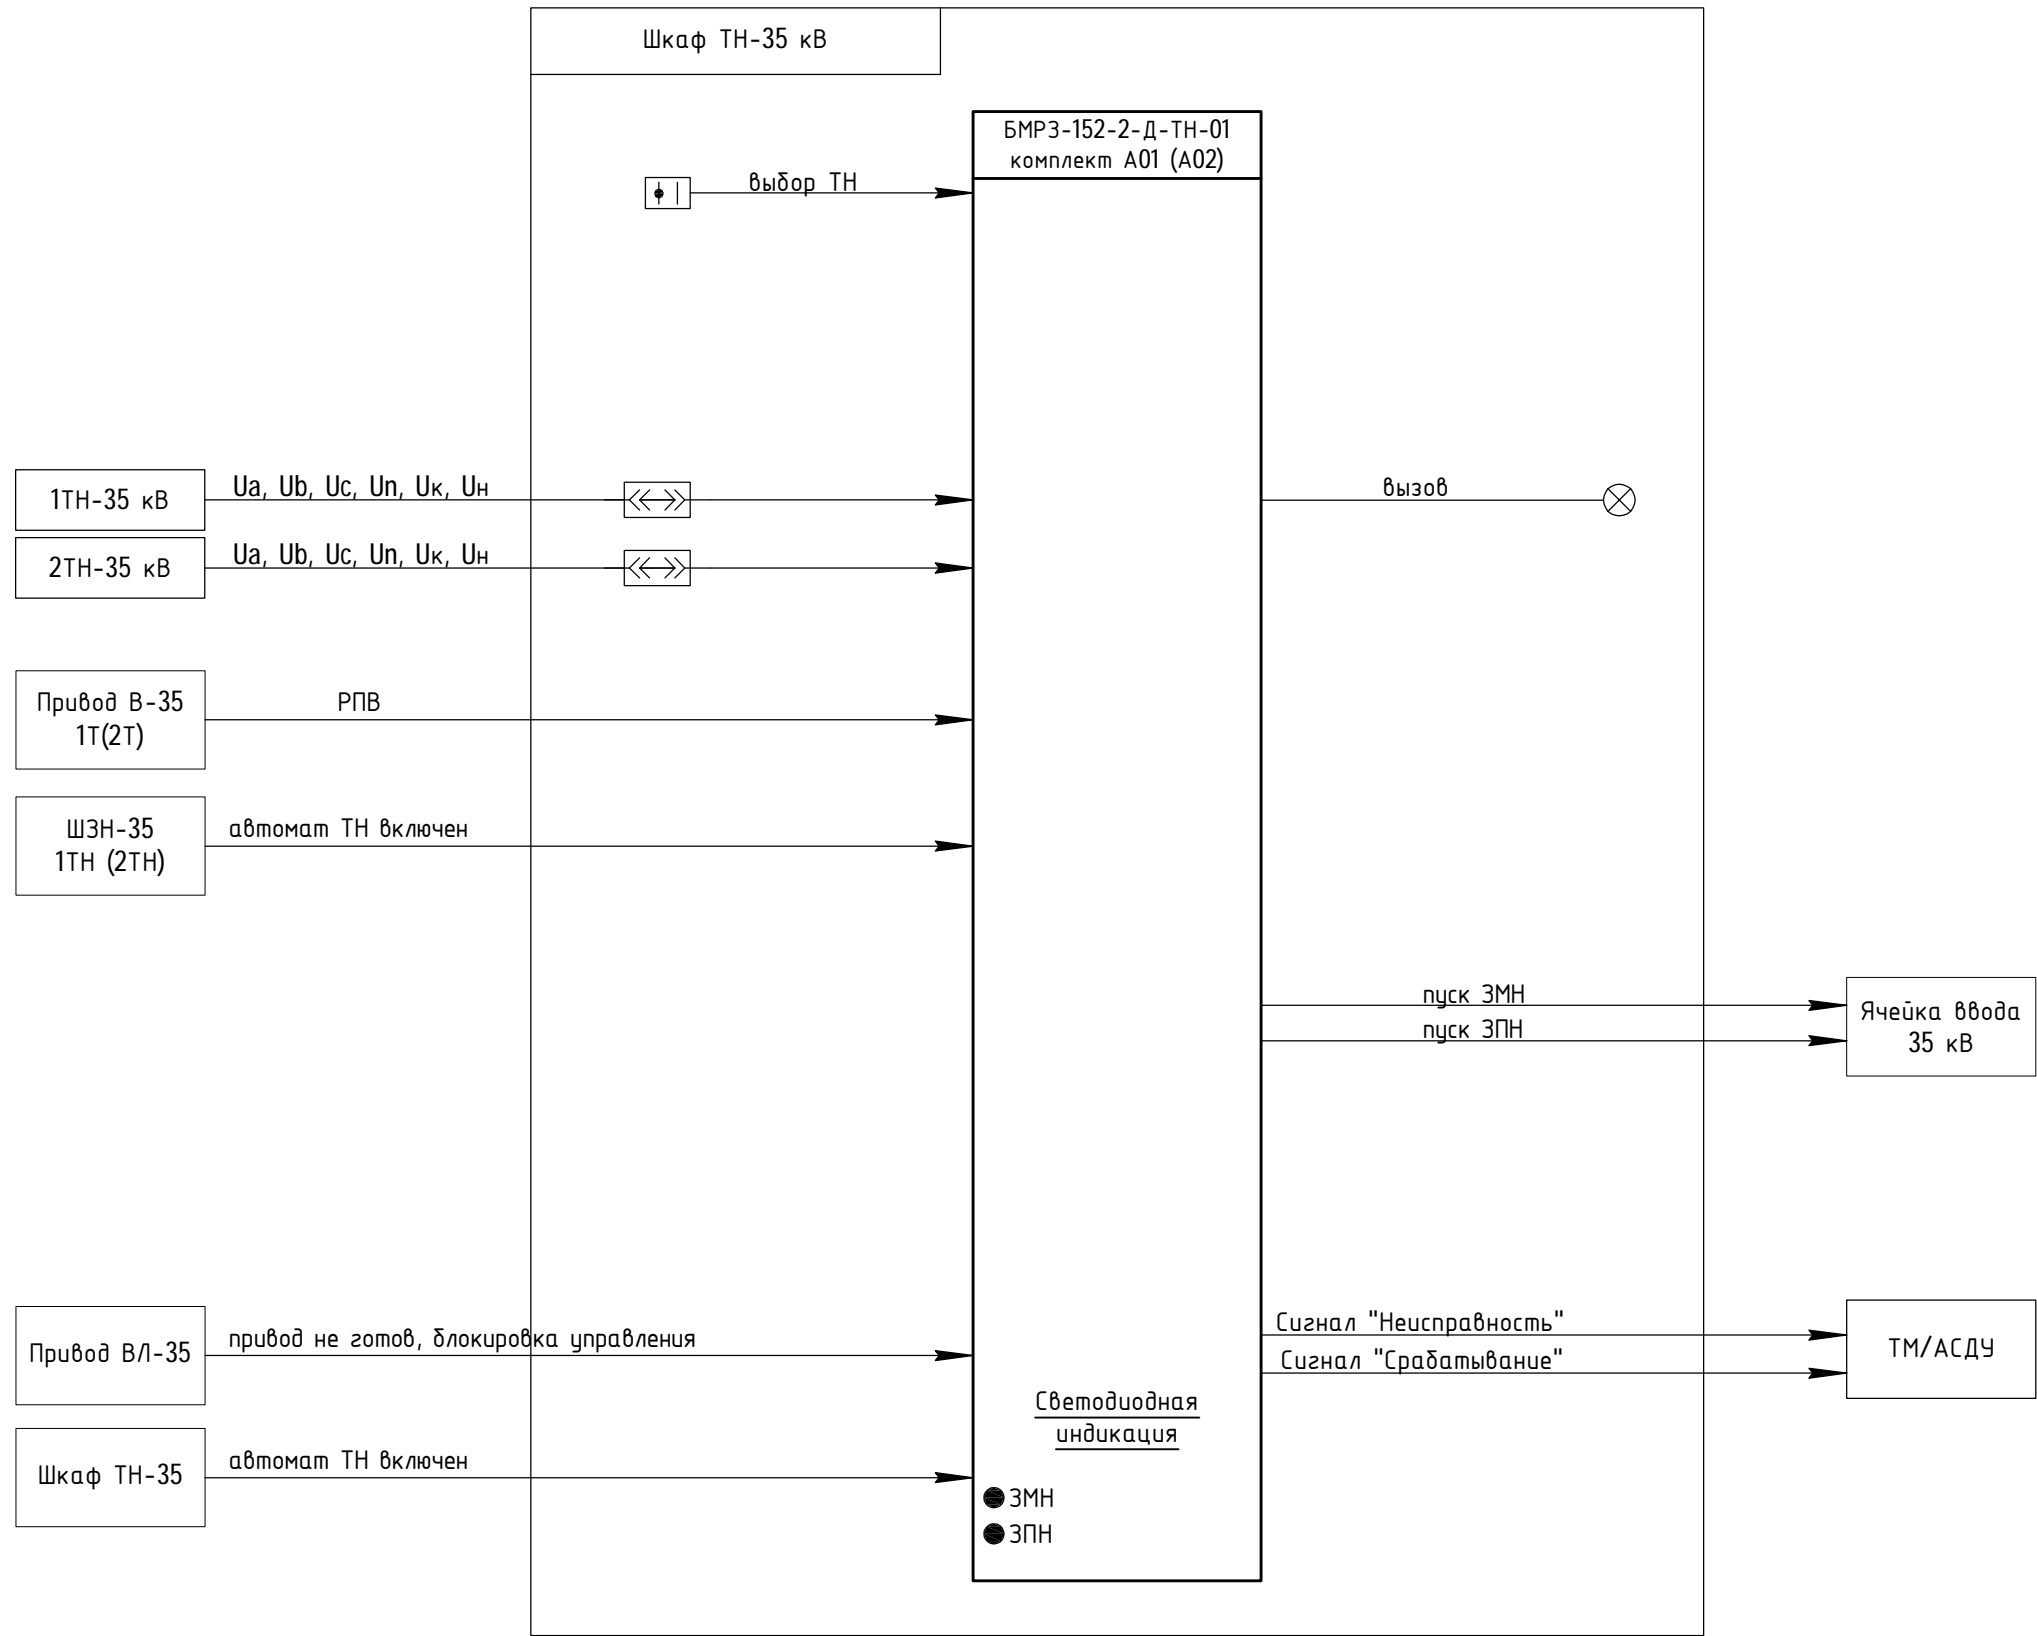 Шкаф ТН-35 кВ
БМРЗ-152-2-Д-ТН-01
комплект А01 (А02)
выбор ТН
1ТН-35 кВ
Ua, Ub, Uc, Un, Uк, Uн
вызов
2ТН-35 кВ
Ua, Ub, Uc, Un, Uк, Uн
Привод В-35
1Т(2Т)
РПВ
ШЗН-35
1ТН (2ТН)
автомат ТН включен
пуск ЗМН
пуск ЗПН
Ячейка ввода
35 кВ
Привод ВЛ-35
привод не готов, блокировка управления
Сигнал "Неисправность"
Сигнал "Срабатывание"
ТМ/АСДУ
Светодиодная
индикация
Шкаф ТН-35
автомат ТН включен
ЗМН
ЗПН